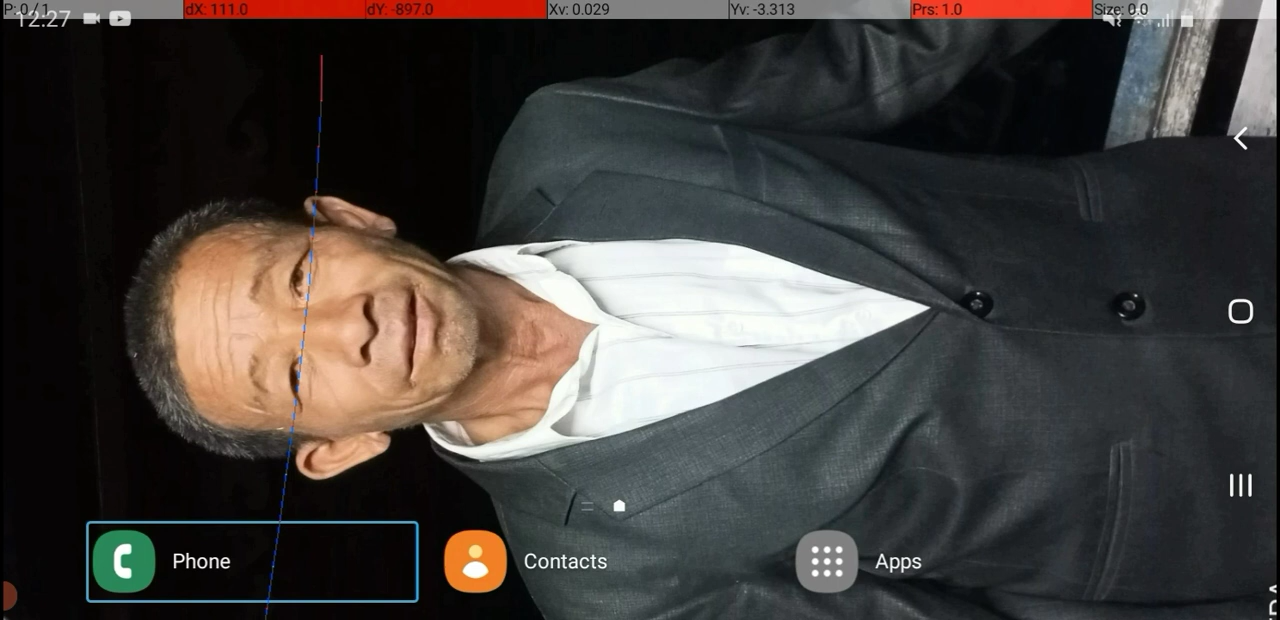 P: 0 / 1 dX: 111.0 dY: -897.0 Xv: 0.029 Yv: -3.313 Prs: 1.0 Size: 0.0
12:27
Phone Contacts Apps